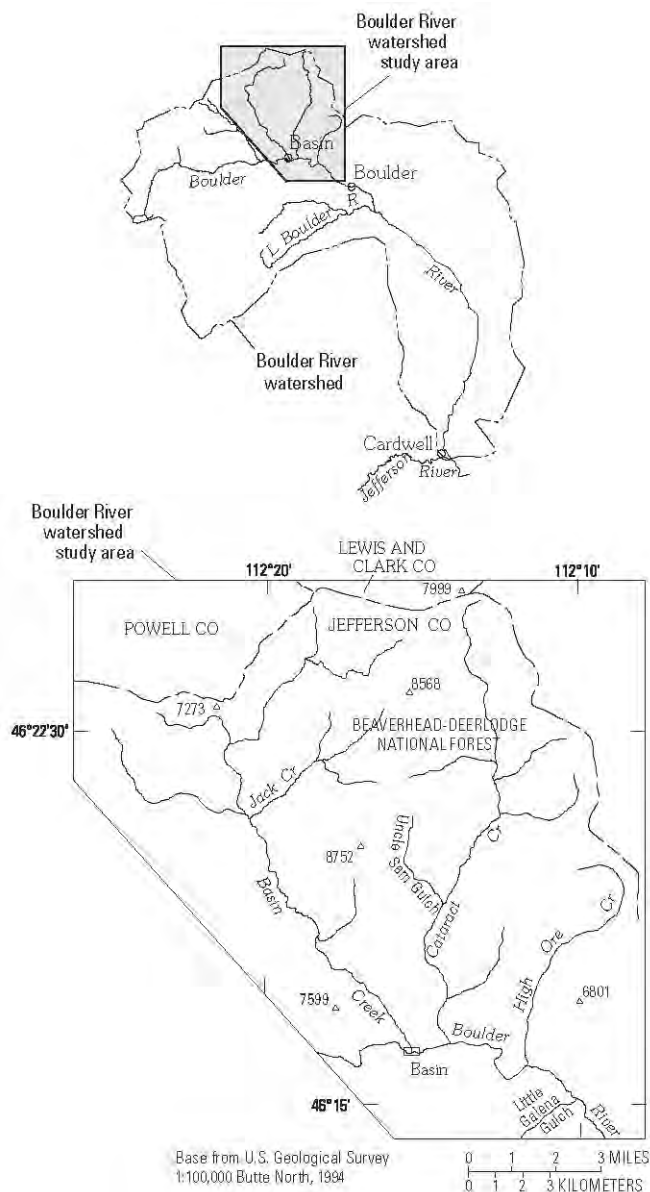 Boulder River
watershed
study area
Basin
Boulder
Boulder
R
L Boulder
River
Boulder River
watershed
Cardwell
Jefferson
River
Boulder River
watershed
study area
LEWIS AND
CLARK CO
112°20'
112°10'
7999
POWELL CO
JEFFERSON CO
8568
7273
46°22'30"
BEAVERHEAD-DEERLODGE
NATIONAL FOREST
Jack Cr
Uncle
Sam Gulch
8752
Cataract
Cr
Basin
Creek
High
Ore
Cr
7599
6801
Boulder
Basin
46°15'
Little
Galena
Gulch
River
Base from U.S. Geological Survey
1:100,000 Butte North, 1994
0 1 2 3 MILES
0 1 2 3 KILOMETERS